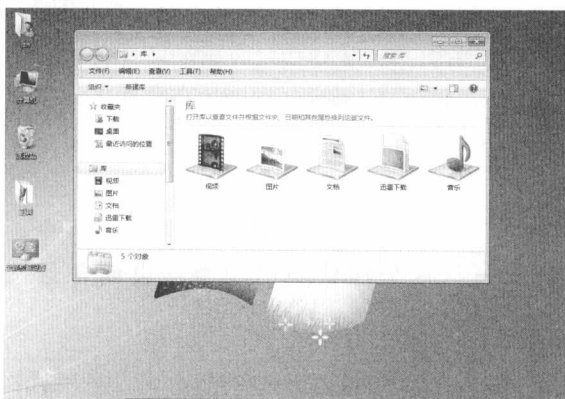 库
搜索 库
文件(F) 编辑(E) 查看(V) 工具(T) 帮助(H)
组织 新建库
收藏夹
下载
桌面
最近访问的位置
库
视频
图片
文档
迅雷下载
音乐
库
打开库以查看文件并根据文件夹、日期和其他属性排列这些文件。
视频 图片 文档 迅雷下载 音乐
5 个对象